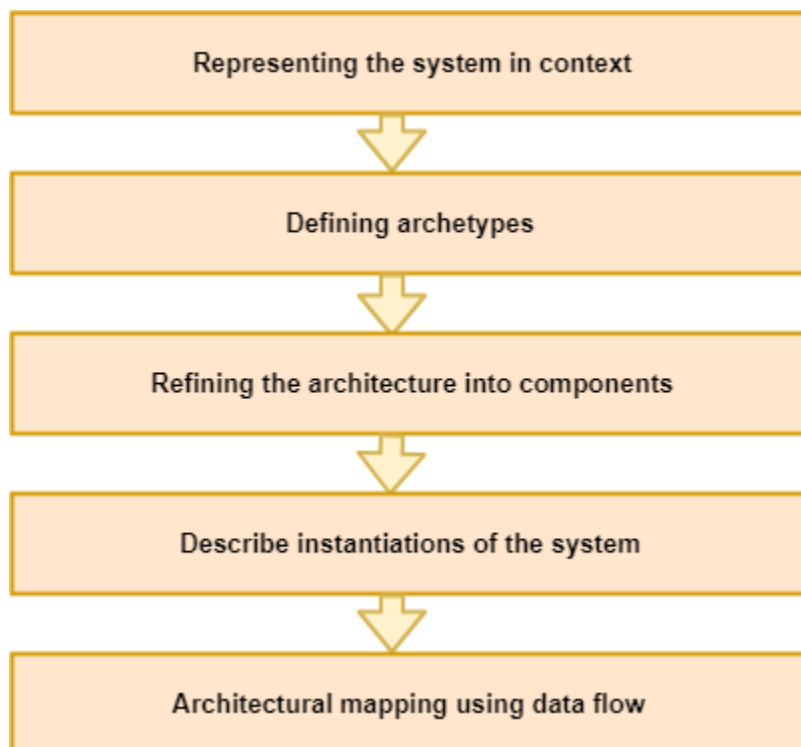 Representing the system in context
Defining archetypes
Refining the architecture into components
Describe instantiations of the system
Architectural mapping using data flow